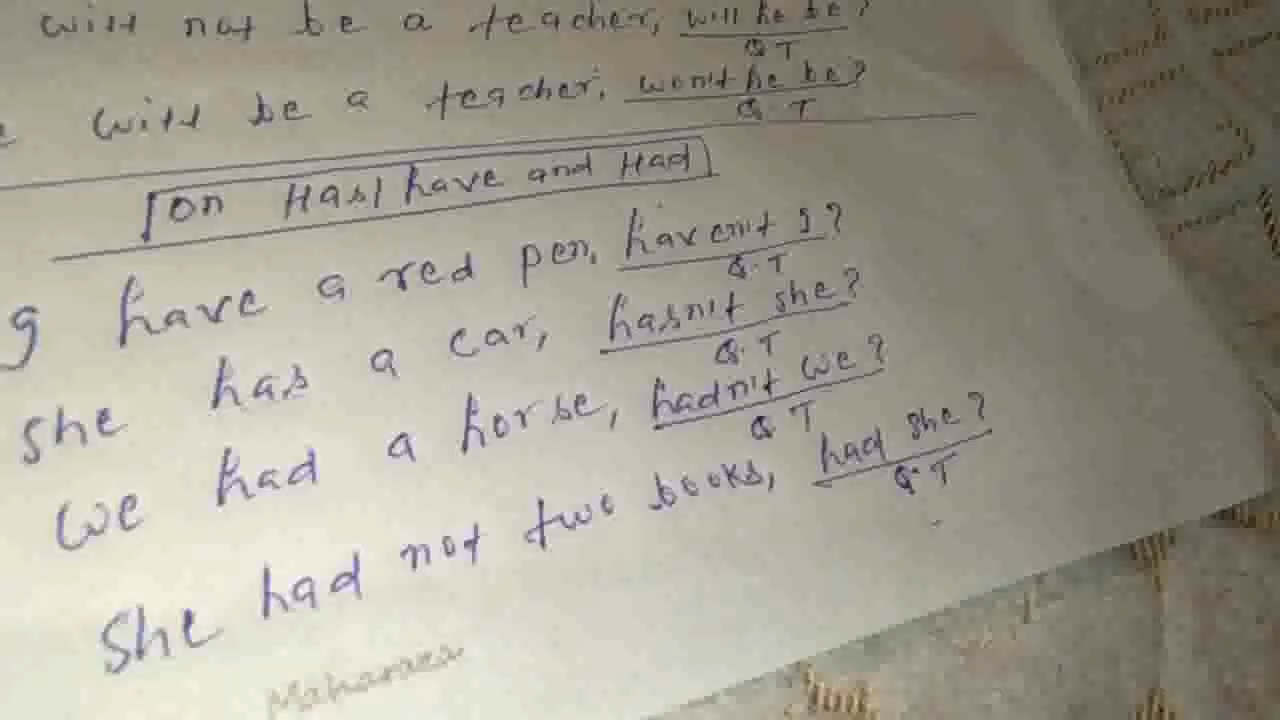 will not be a teacher, will he be?
Q T
will be a teacher, won't he be?
Q T
on Has/have and Had
I have a red pen, haven't I?
Q.T
She has a car, hasn't she?
Q.T
We had a horse, hadn't we?
Q T
She had not two books, had she?
Q.T